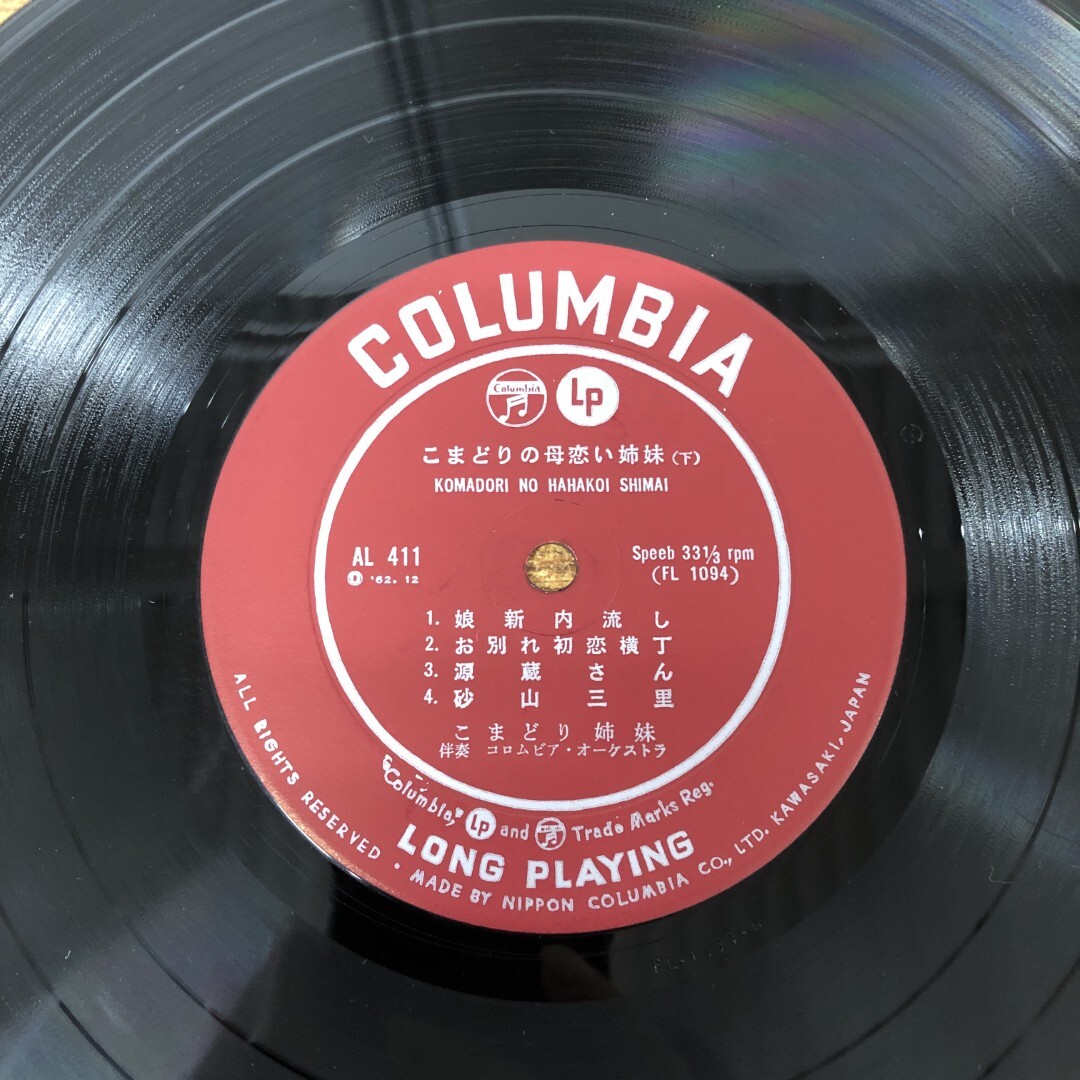 COLUMBIA
Columbia
LP
こまどりの母恋い姉妹(下)
KOMADORI NO HAHAKOI SHIMAI
AL 411
Speeb 33 1/3 rpm
'62. 12
(FL 1094)
1. 娘新内流し
2. お別れ初恋横丁
3. 源蔵さん
4. 砂山三里
こまどり姉妹
伴奏 コロムビア・オーケストラ
"Columbia," LP and Trade Marks Reg.
LONG PLAYING
ALL RIGHTS RESERVED • MADE BY NIPPON COLUMBIA CO., LTD. KAWASAKI, JAPAN